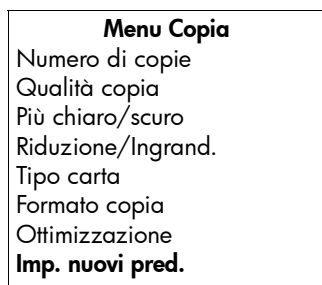 Menu Copia
Numero di copie
Qualità copia
Più chiaro/scuro
Riduzione/Ingrand.
Tipo carta
Formato copia
Ottimizzazione
Imp. nuovi pred.